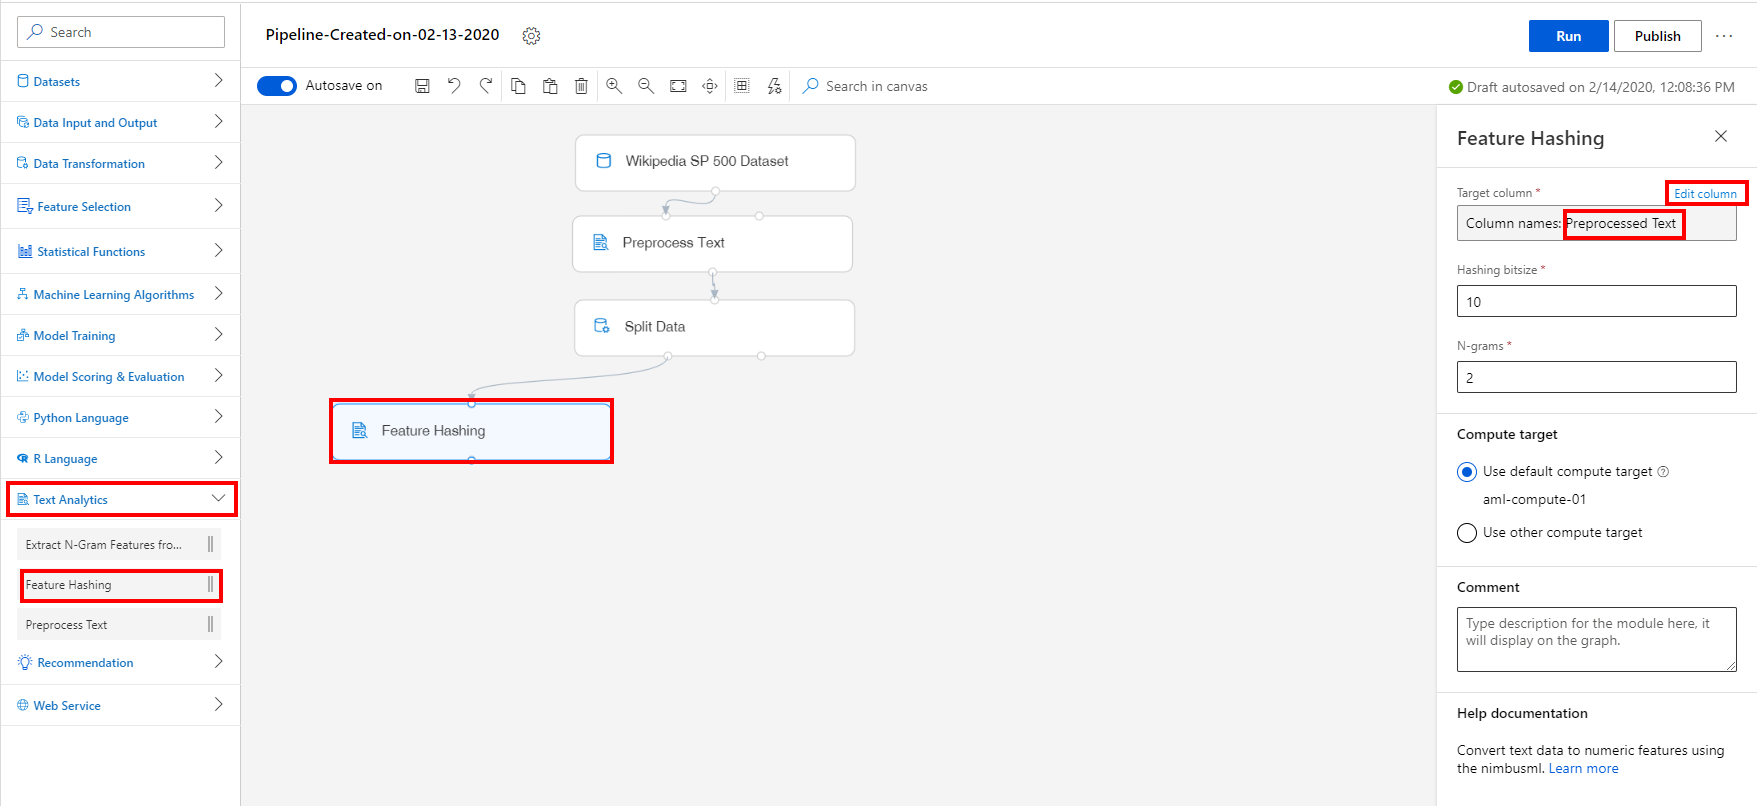 Search
Datasets
Data Input and Output
Data Transformation
Feature Selection
Statistical Functions
Machine Learning Algorithms
Model Training
Model Scoring & Evaluation
Python Language
R Language
Text Analytics
Extract N-Gram Features fro...
Feature Hashing
Preprocess Text
Recommendation
Web Service
Pipeline-Created-on-02-13-2020
Run
Publish
Autosave on
Search in canvas
Draft autosaved on 2/14/2020, 12:08:36 PM
Wikipedia SP 500 Dataset
Preprocess Text
Split Data
Feature Hashing
Feature Hashing
Target column *
Edit column
Column names: Preprocessed Text
Hashing bitsize *
10
N-grams *
2
Compute target
Use default compute target
aml-compute-01
Use other compute target
Comment
Type description for the module here, it
will display on the graph.
Help documentation
Convert text data to numeric features using
the nimbusml. Learn more